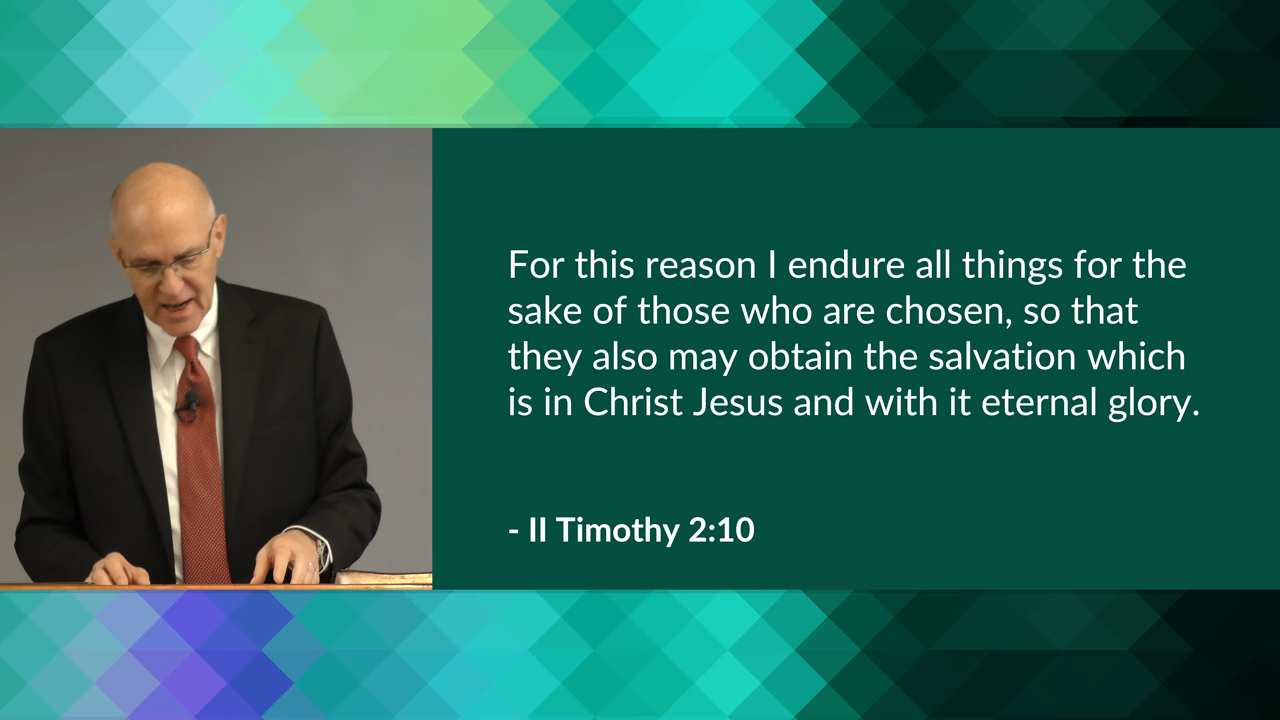 For this reason I endure all things for the
sake of those who are chosen, so that
they also may obtain the salvation which
is in Christ Jesus and with it eternal glory.
- II Timothy 2:10